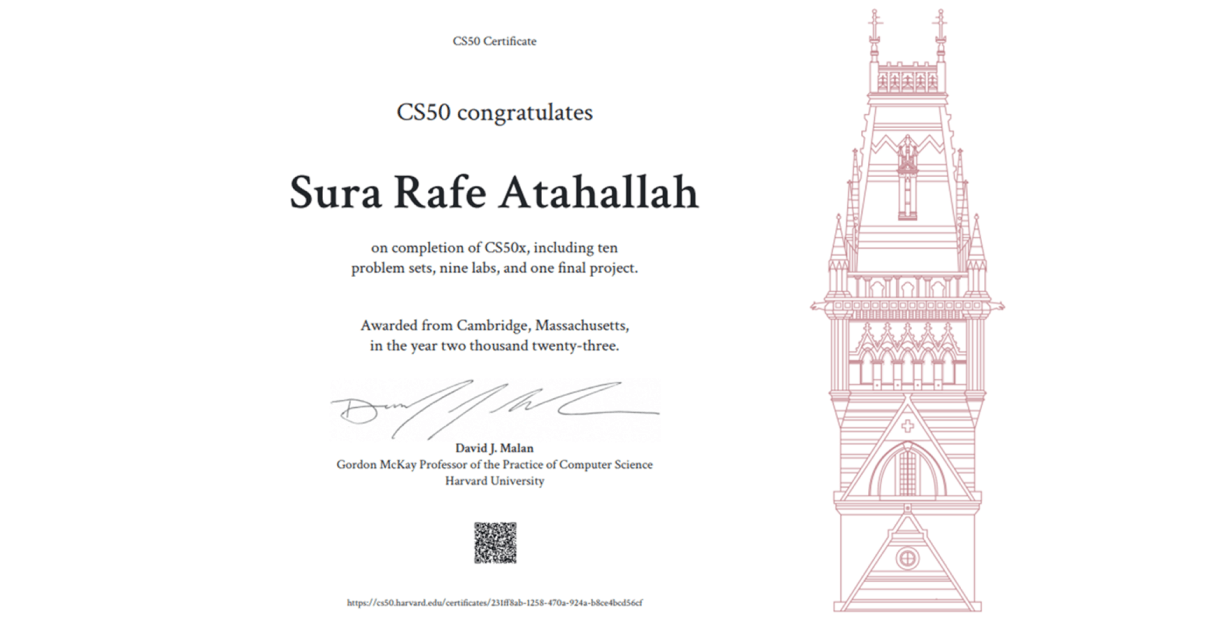 CS50 Certificate
CS50 congratulates
Sura Rafe Atahallah
on completion of CS50x, including ten
problem sets, nine labs, and one final project.
Awarded from Cambridge, Massachusetts,
in the year two thousand twenty-three.
David J. Malan
Gordon McKay Professor of the Practice of Computer Science
Harvard University
https://cs50.harvard.edu/certificates/231ff8ab-1258-470a-924a-b8ce4bcd56cf